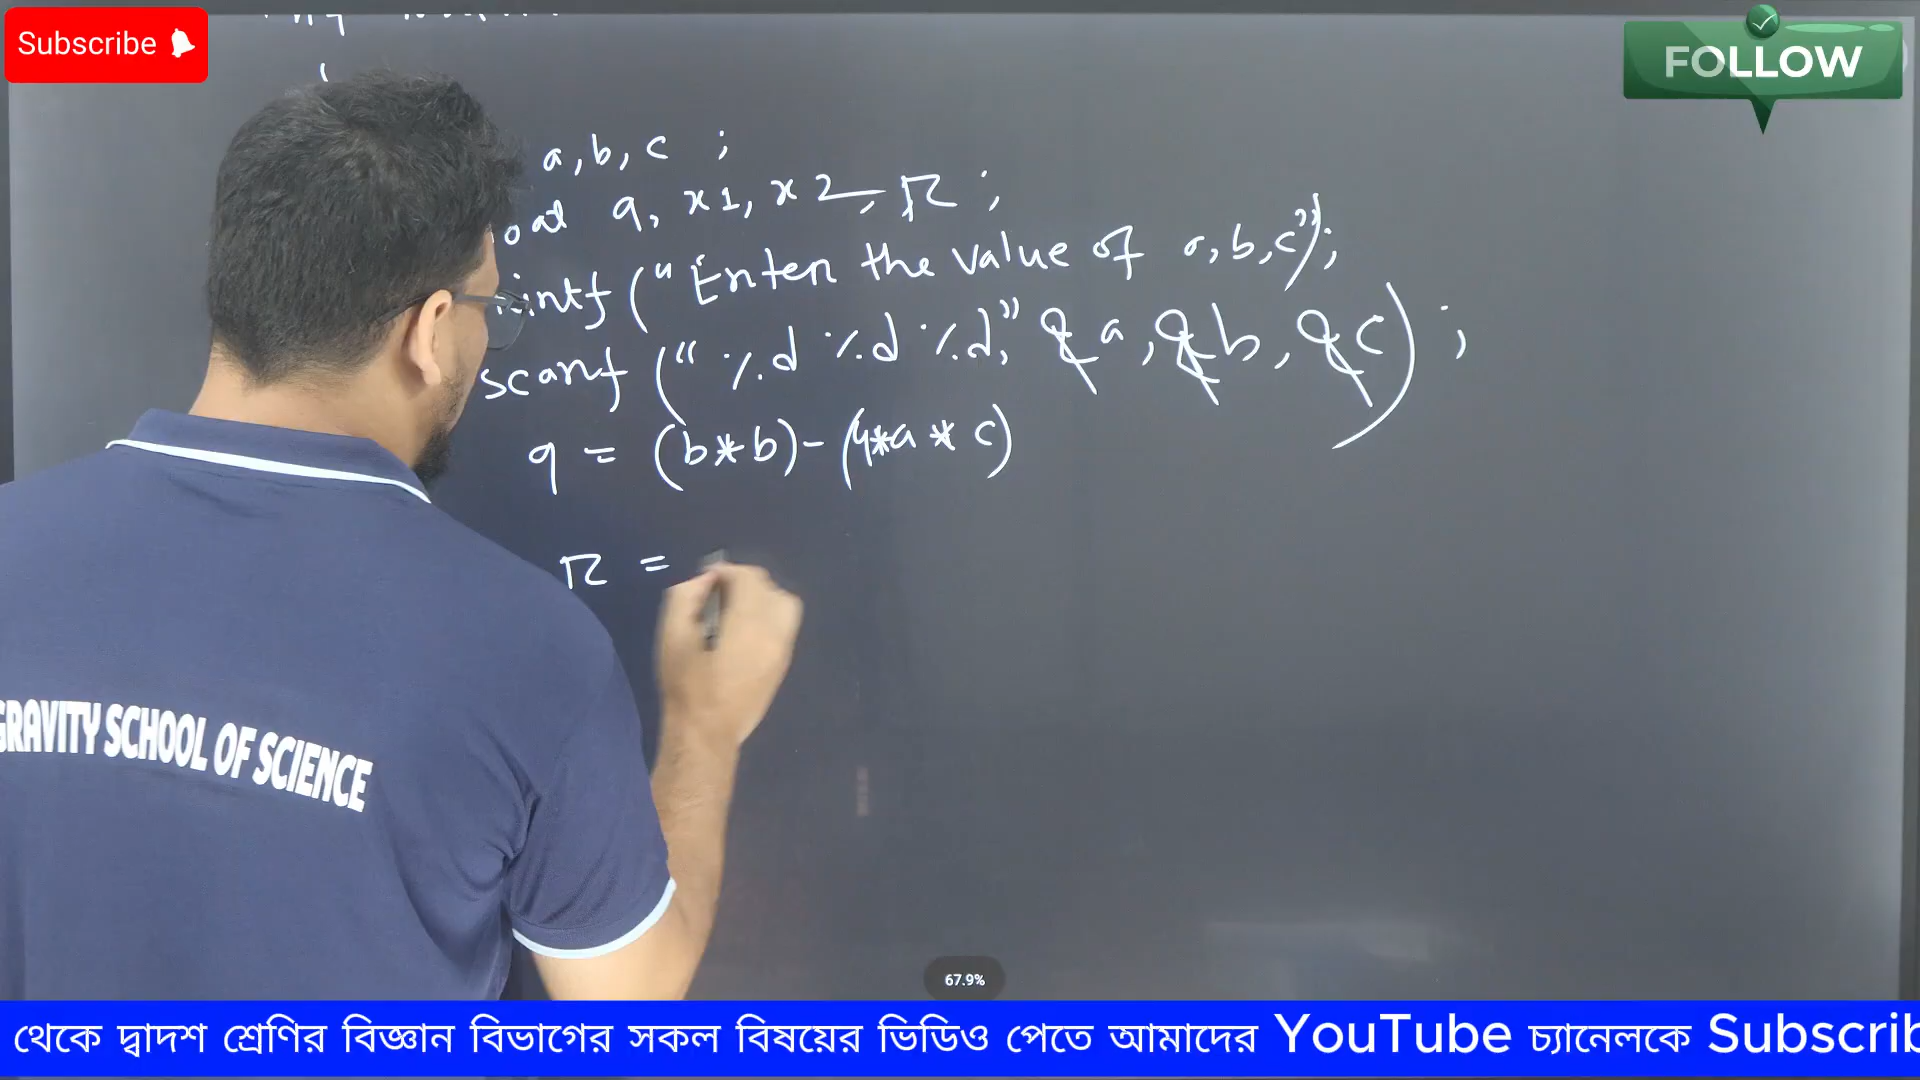 Subscribe
FOLLOW
a, b, c ;
oat q, x1, x2, r ;
intf ("Enter the value of a, b, c");
scanf ("%d %d %d," &a, &b, &c) ;
q = (b*b)-(4*a*c)
r =
GRAVITY SCHOOL OF SCIENCE
67.9%
থেকে দ্বাদশ শ্রেণির বিজ্ঞান বিভাগের সকল বিষয়ের ভিডিও পেতে আমাদের YouTube চ্যানেলকে Subscrib